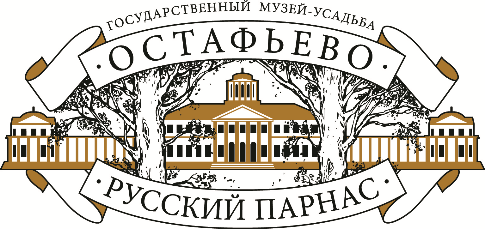 ГОСУДАРСТВЕННЫЙ МУЗЕЙ-УСАДЬБА
· ОСТАФЬЕВО ·
· РУССКИЙ ПАРНАС ·